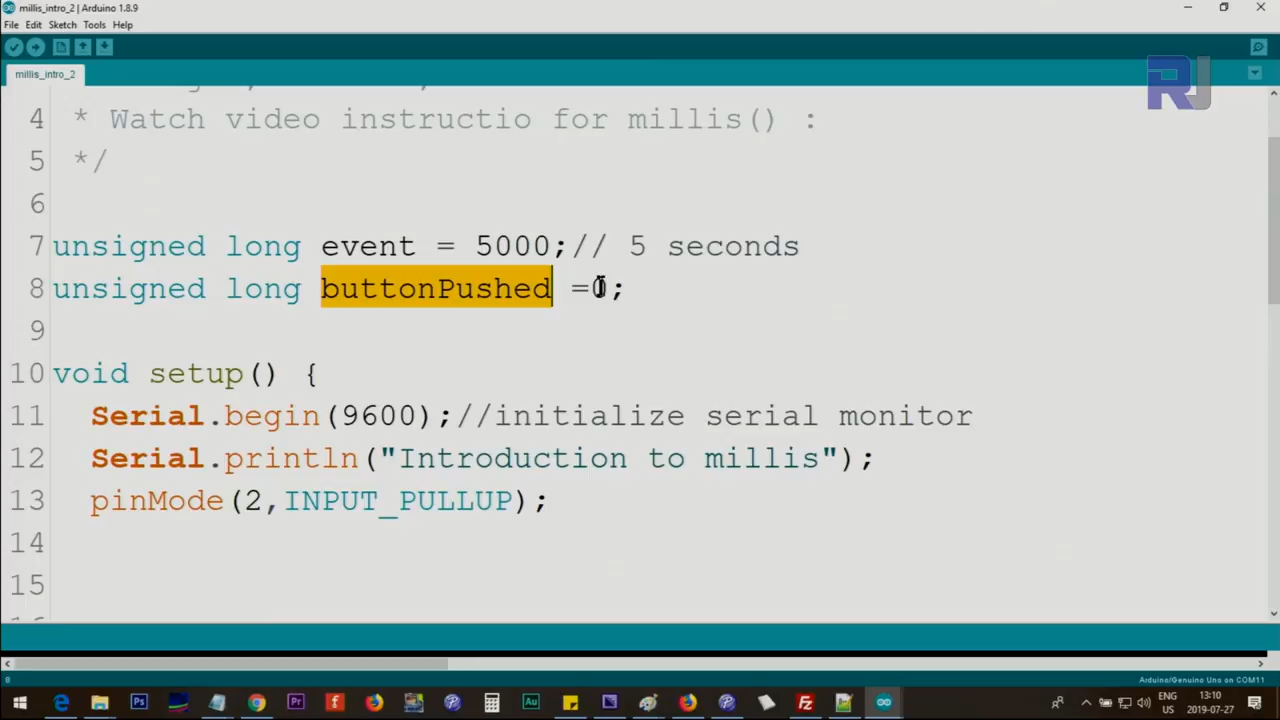 millis_intro_2 | Arduino 1.8.9
File Edit Sketch Tools Help
millis_intro_2
RJ
4 * Watch video instructio for millis() :
5 */
6
7 unsigned long event = 5000;// 5 seconds
8 unsigned long buttonPushed =0;
9
10 void setup() {
11 Serial.begin(9600);//initialize serial monitor
12 Serial.println("Introduction to millis");
13 pinMode(2,INPUT_PULLUP);
14
15
8
Arduino/Genuino Uno on COM11
ENG 13:10
US 2019-07-27